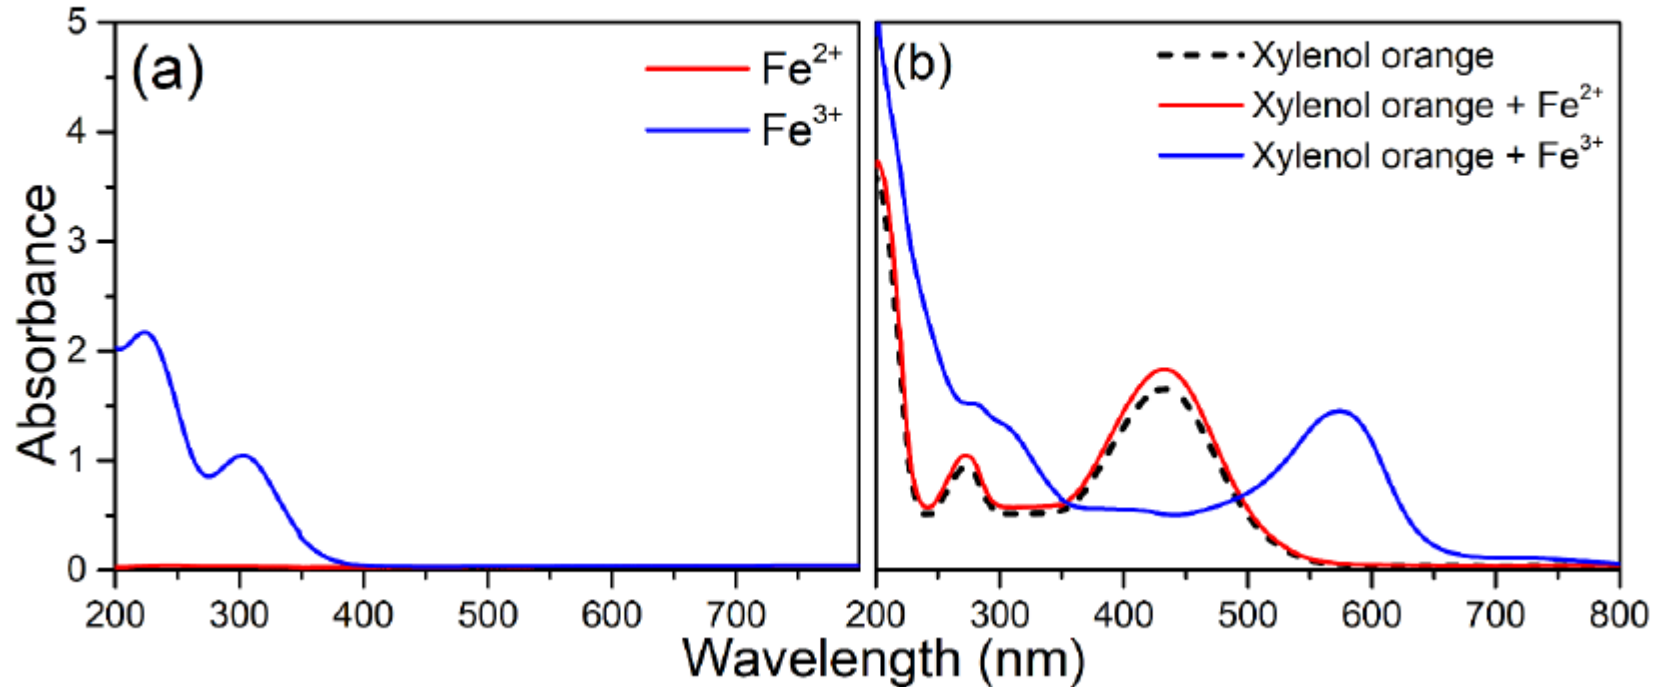 (a)
Fe2+
Fe3+
(b)
Xylenol orange
Xylenol orange + Fe2+
Xylenol orange + Fe3+
Absorbance
5
4
3
2
1
0
200 300 400 500 600 700
200 300 400 500 600 700 800
Wavelength (nm)